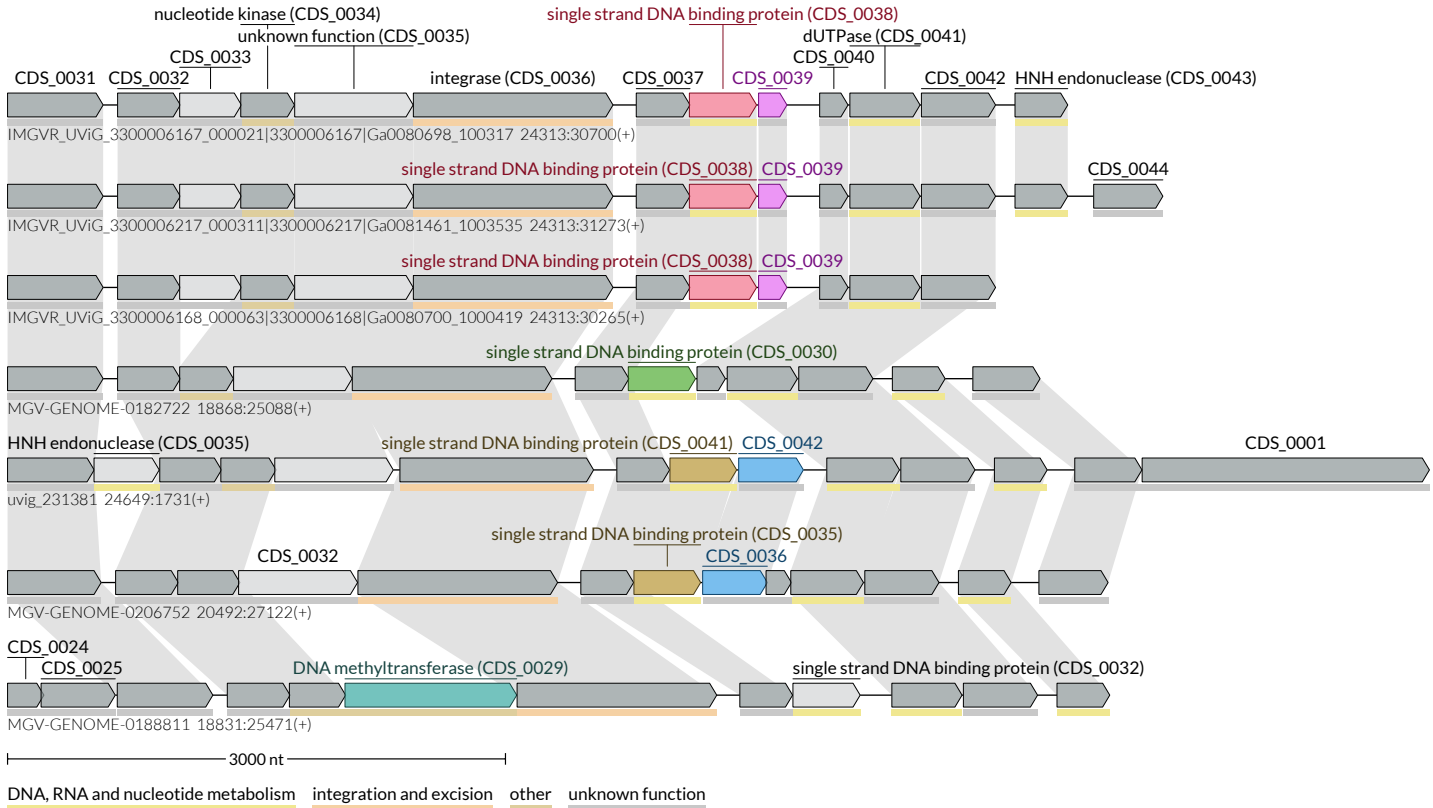 nucleotide kinase (CDS_0034) single strand DNA binding protein (CDS_0038)
unknown function (CDS_0035) dUTPase (CDS_0041)
CDS_0033 CDS_0040
CDS_0031 CDS_0032 integrase (CDS_0036) CDS_0037 CDS_0039 CDS_0042 HNH endonuclease (CDS_0043)
IMGVR_UViG_3300006167_000021|3300006167|Ga0080698_100317 24313:30700(+)
single strand DNA binding protein (CDS_0038) CDS_0039 CDS_0044
IMGVR_UViG_3300006217_000311|3300006217|Ga0081461_1003535 24313:31273(+)
single strand DNA binding protein (CDS_0038) CDS_0039
IMGVR_UViG_3300006168_000063|3300006168|Ga0080700_1000419 24313:30265(+)
single strand DNA binding protein (CDS_0030)
MGV-GENOME-0182722 18868:25088(+)
HNH endonuclease (CDS_0035) single strand DNA binding protein (CDS_0041) CDS_0042 CDS_0001
uvig_231381 24649:1731(+)
single strand DNA binding protein (CDS_0035)
CDS_0032 CDS_0036
MGV-GENOME-0206752 20492:27122(+)
CDS_0024
CDS_0025 DNA methyltransferase (CDS_0029) single strand DNA binding protein (CDS_0032)
MGV-GENOME-0188811 18831:25471(+)
3000 nt
DNA, RNA and nucleotide metabolism integration and excision other unknown function